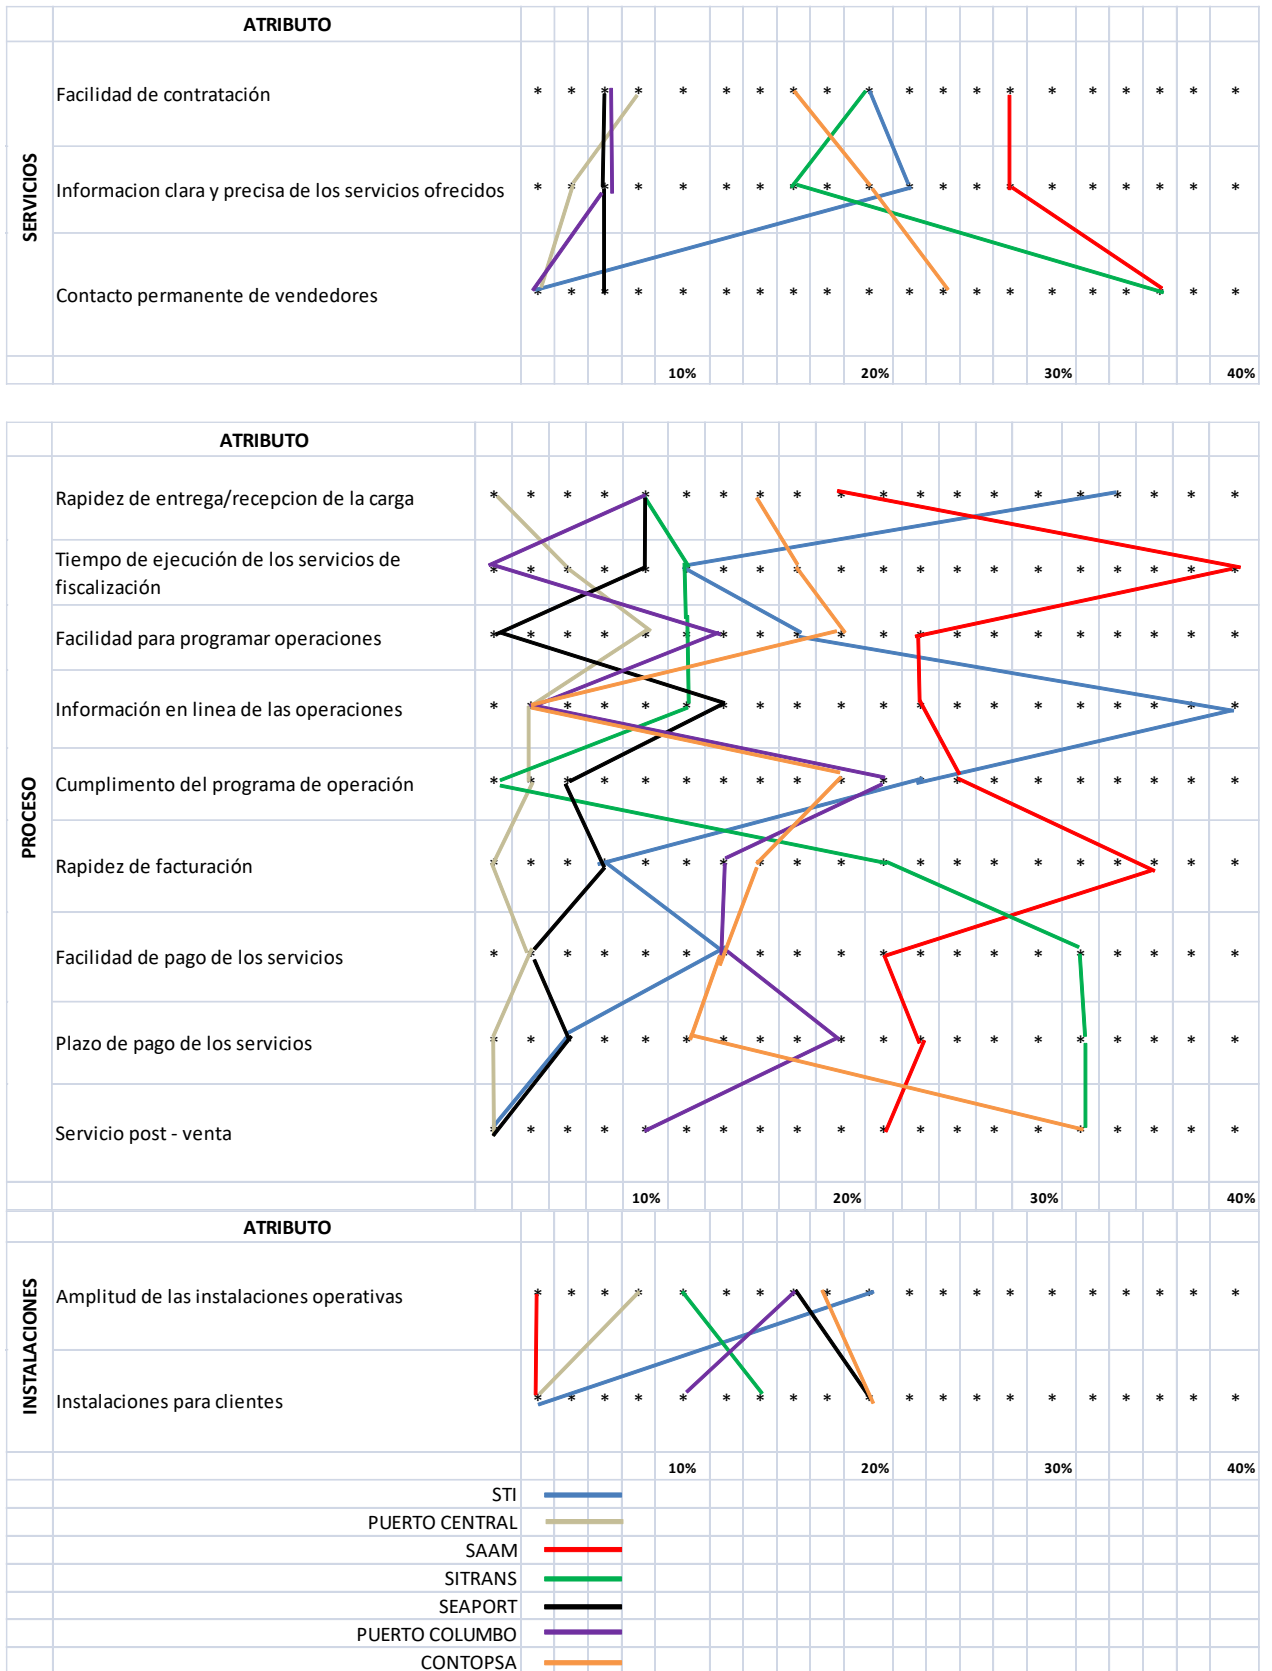 ATRIBUTO
SERVICIOS
Facilidad de contratación
* * * * * * * * * * * * * * * * * * * *
Informacion clara y precisa de los servicios ofrecidos
* * * * * * * * * * * * * * * * * * * *
Contacto permanente de vendedores
* * * * * * * * * * * * * * * * * * * *
10% 20% 30% 40%
ATRIBUTO
PROCESO
Rapidez de entrega/recepcion de la carga
* * * * * * * * * * * * * * * * * * * *
Tiempo de ejecución de los servicios de
fiscalización
* * * * * * * * * * * * * * * * * * * *
Facilidad para programar operaciones
* * * * * * * * * * * * * * * * * * * *
Información en linea de las operaciones
* * * * * * * * * * * * * * * * * * * *
Cumplimento del programa de operación
* * * * * * * * * * * * * * * * * * * *
Rapidez de facturación
* * * * * * * * * * * * * * * * * * * *
Facilidad de pago de los servicios
* * * * * * * * * * * * * * * * * * * *
Plazo de pago de los servicios
* * * * * * * * * * * * * * * * * * * *
Servicio post - venta
* * * * * * * * * * * * * * * * * * * *
10% 20% 30% 40%
ATRIBUTO
INSTALACIONES
Amplitud de las instalaciones operativas
* * * * * * * * * * * * * * * * * * * *
Instalaciones para clientes
* * * * * * * * * * * * * * * * * * * *
10% 20% 30% 40%
STI
PUERTO CENTRAL
SAAM
SITRANS
SEAPORT
PUERTO COLUMBO
CONTOPSA